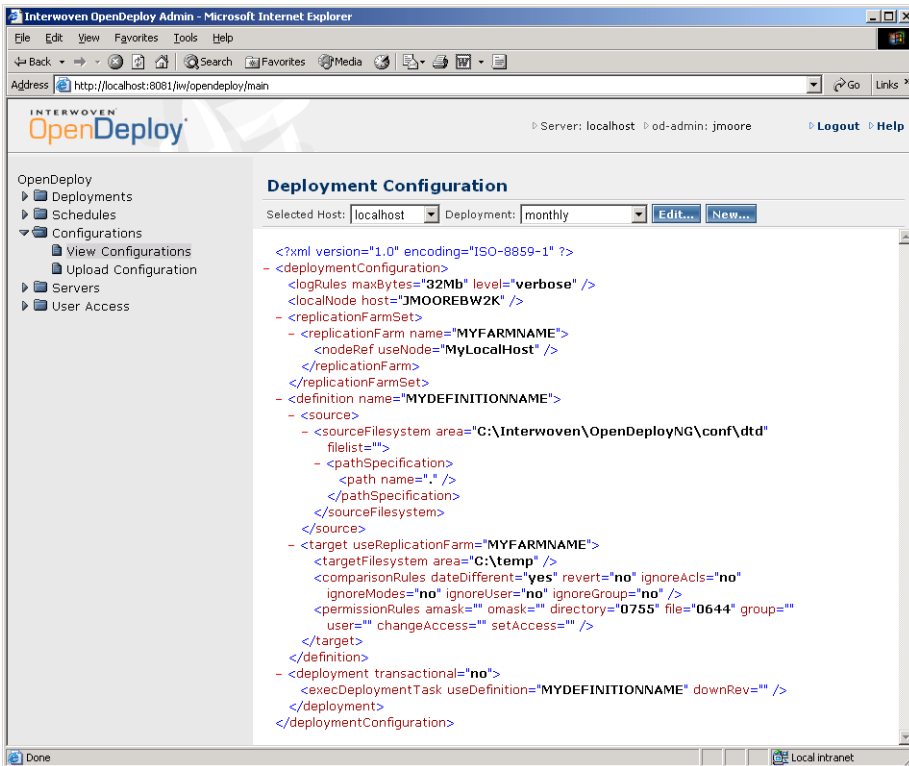 Interwoven OpenDeploy Admin - Microsoft Internet Explorer
File Edit View Favorites Tools Help
Back Search Favorites Media
Address http://localhost:8081/iw/opendeploy/main Go Links »
INTERWOVEN
OpenDeploy
Server: localhost od-admin: jmoore Logout Help
OpenDeploy
Deployments
Schedules
Configurations
View Configurations
Upload Configuration
Servers
User Access
Deployment Configuration
Selected Host: localhost Deployment: monthly Edit... New...
<?xml version="1.0" encoding="ISO-8859-1" ?>
- <deploymentConfiguration>
<logRules maxBytes="32Mb" level="verbose" />
<localNode host="JMOOREBW2K" />
- <replicationFarmSet>
- <replicationFarm name="MYFARMNAME">
<nodeRef useNode="MyLocalHost" />
</replicationFarm>
</replicationFarmSet>
- <definition name="MYDEFINITIONNAME">
- <source>
- <sourceFilesystem area="C:\Interwoven\OpenDeployNG\conf\dtd"
filelist="">
- <pathSpecification>
<path name="." />
</pathSpecification>
</sourceFilesystem>
</source>
- <target useReplicationFarm="MYFARMNAME">
<targetFilesystem area="C:\temp" />
<comparisonRules dateDifferent="yes" revert="no" ignoreAcls="no"
ignoreModes="no" ignoreUser="no" ignoreGroup="no" />
<permissionRules amask="" omask="" directory="0755" file="0644" group=""
user="" changeAccess="" setAccess="" />
</target>
</definition>
- <deployment transactional="no">
<execDeploymentTask useDefinition="MYDEFINITIONNAME" downRev="" />
</deployment>
</deploymentConfiguration>
Done Local intranet